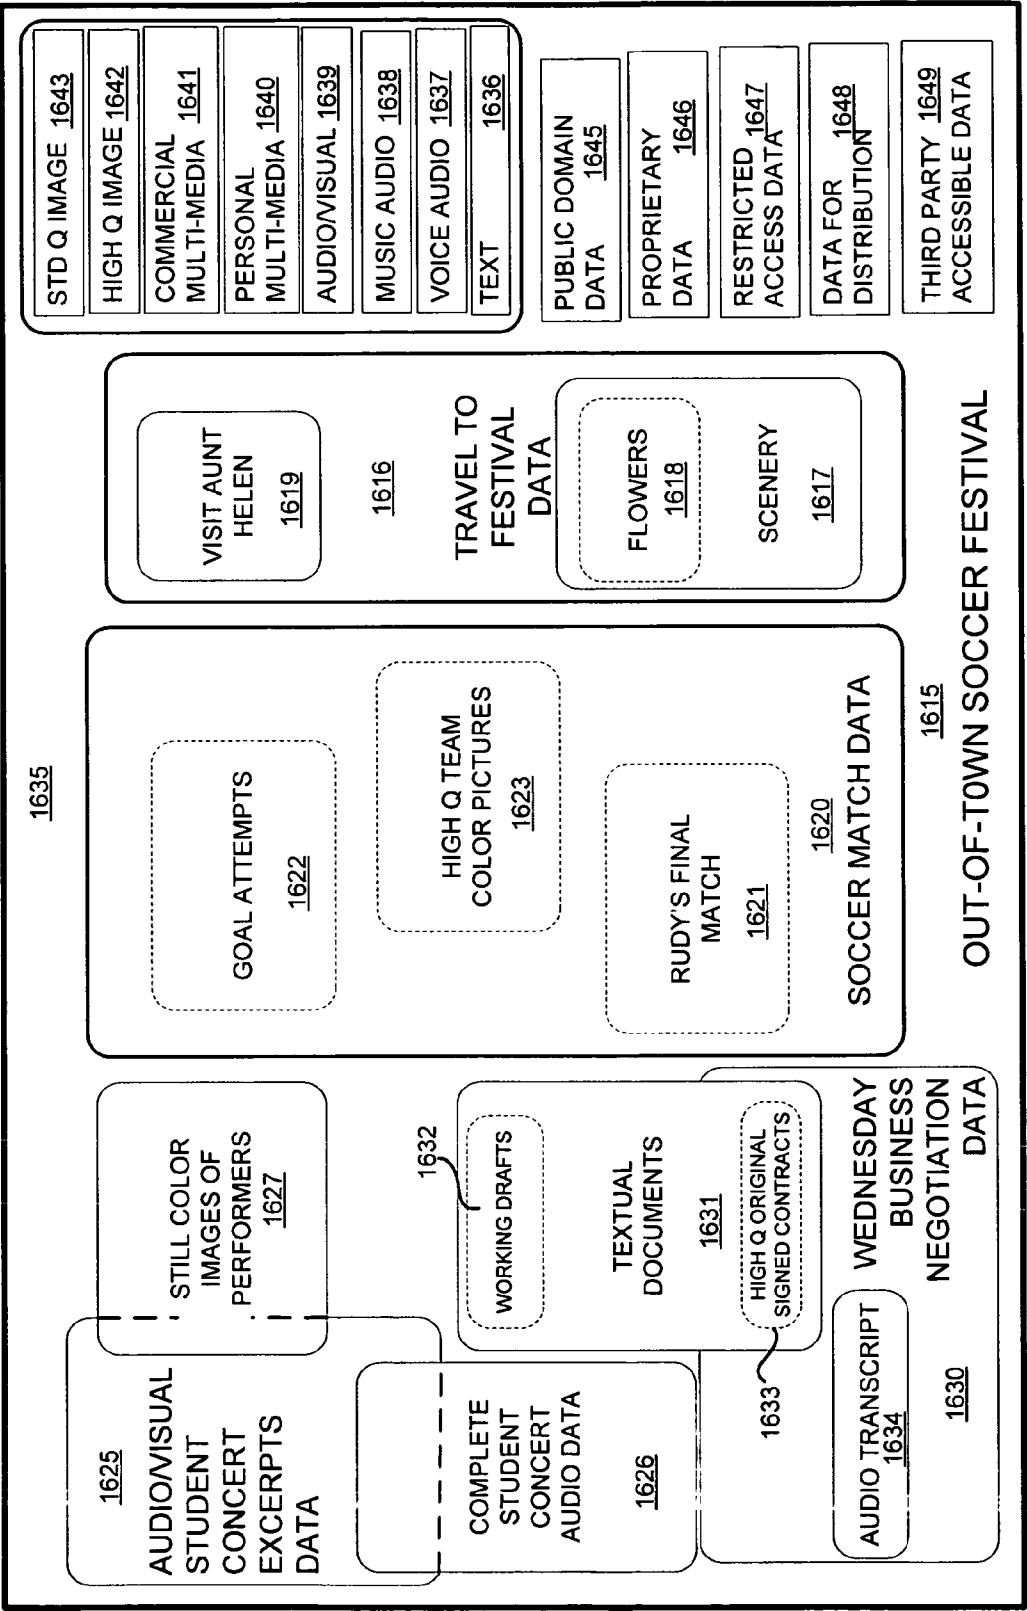 1635
AUDIO/VISUAL
STUDENT
CONCERT
EXCERPTS
DATA
1625
STILL COLOR
IMAGES OF
PERFORMERS
1627
COMPLETE
STUDENT
CONCERT
AUDIO DATA
1626
1632
WORKING DRAFTS
TEXTUAL
DOCUMENTS
1631
HIGH Q ORIGINAL
SIGNED CONTRACTS
1633
AUDIO TRANSCRIPT
1634
WEDNESDAY
BUSINESS
NEGOTIATION
DATA
1630
GOAL ATTEMPTS
1622
HIGH Q TEAM
COLOR PICTURES
1623
RUDY'S FINAL
MATCH
1621
SOCCER MATCH DATA
1620
VISIT AUNT
HELEN
1619
1616
TRAVEL TO
FESTIVAL
DATA
FLOWERS
1618
SCENERY
1617
1615
OUT-OF-T0WN SOCCER FESTIVAL
STD Q IMAGE 1643
HIGH Q IMAGE 1642
COMMERCIAL
MULTI-MEDIA 1641
PERSONAL
MULTI-MEDIA 1640
AUDIO/VISUAL 1639
MUSIC AUDIO 1638
VOICE AUDIO 1637
TEXT 1636
PUBLIC DOMAIN
DATA 1645
PROPRIETARY
DATA 1646
RESTRICTED 1647
ACCESS DATA
DATA FOR 1648
DISTRIBUTION
THIRD PARTY 1649
ACCESSIBLE DATA